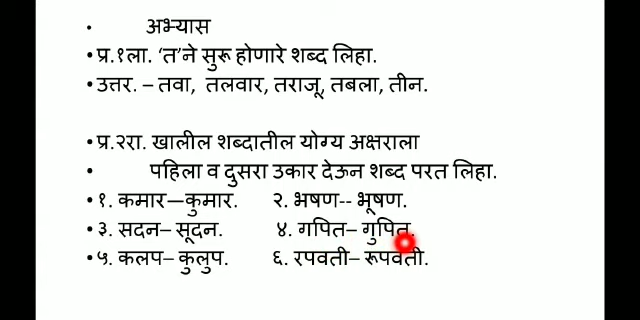 • अभ्यास
• प्र.१ला. ‘त’ने सुरू होणारे शब्द लिहा.
• उत्तर. – तवा, तलवार, तराजू, तबला, तीन.
• प्र.२रा. खालील शब्दातील योग्य अक्षराला
• पहिला व दुसरा उकार देऊन शब्द परत लिहा.
• १. कमार—कुमार. २. भषण-- भूषण.
• ३. सदन– सूदन. ४. गपित– गुपित.
• ५. कलप– कुलुप. ६. रपवती– रूपवती.